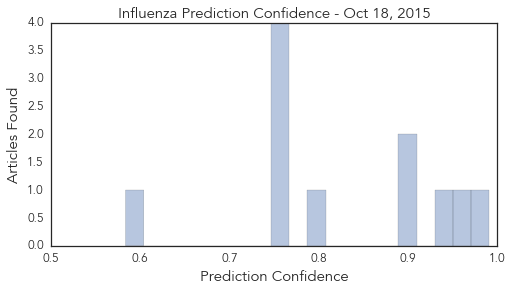 Influenza Prediction Confidence - Oct 18, 2015
4.0
3.5
3.0
2.5
2.0
1.5
1.0
0.5
0.0
Articles Found
0.5 0.6 0.7 0.8 0.9 1.0
Prediction Confidence